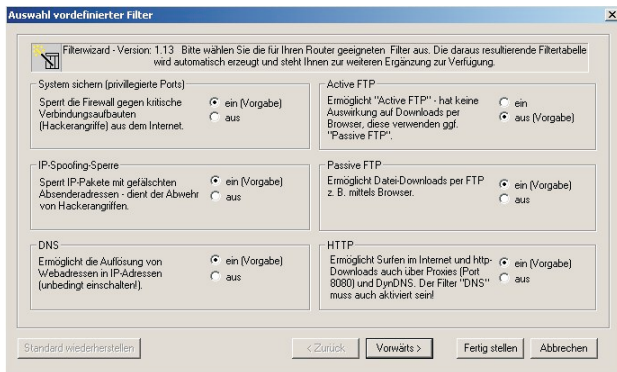 Auswahl vordefinierter Filter
Filterwizard - Version: 1.13 Bitte wählen Sie die für Ihren Router geeigneten Filter aus. Die daraus resultierende Filtertabelle
wird automatisch erzeugt und steht Ihnen zur weiteren Ergänzung zur Verfügung.
System sichern (privillegierte Ports)
Sperrt die Firewall gegen kritische
Verbindungsaufbauten
(Hackerangriffe) aus dem Internet.
ein (Vorgabe)
aus
Active FTP
Ermöglicht "Active FTP" - hat keine
Auswirkung auf Downloads per
Browser, diese verwenden ggf.
"Passive FTP".
ein
aus (Vorgabe)
IP-Spoofing-Sperre
Sperrt IP-Pakete mit gefälschten
Absenderadressen - dient der Abwehr
von Hackerangriffen.
ein (Vorgabe)
aus
Passive FTP
Ermöglicht Datei-Downloads per FTP
z. B. mittels Browser.
ein (Vorgabe)
aus
DNS
Ermöglicht die Auflösung von
Webadressen in IP-Adressen
(unbedingt einschalten!).
ein (Vorgabe)
aus
HTTP
Ermöglicht Surfen im Internet und http-
Downloads auch über Proxies (Port
8080) und DynDNS. Der Filter "DNS"
muss auch aktiviert sein!
ein (Vorgabe)
aus
Standard wiederherstellen
< Zurück
Vorwärts >
Fertig stellen
Abbrechen